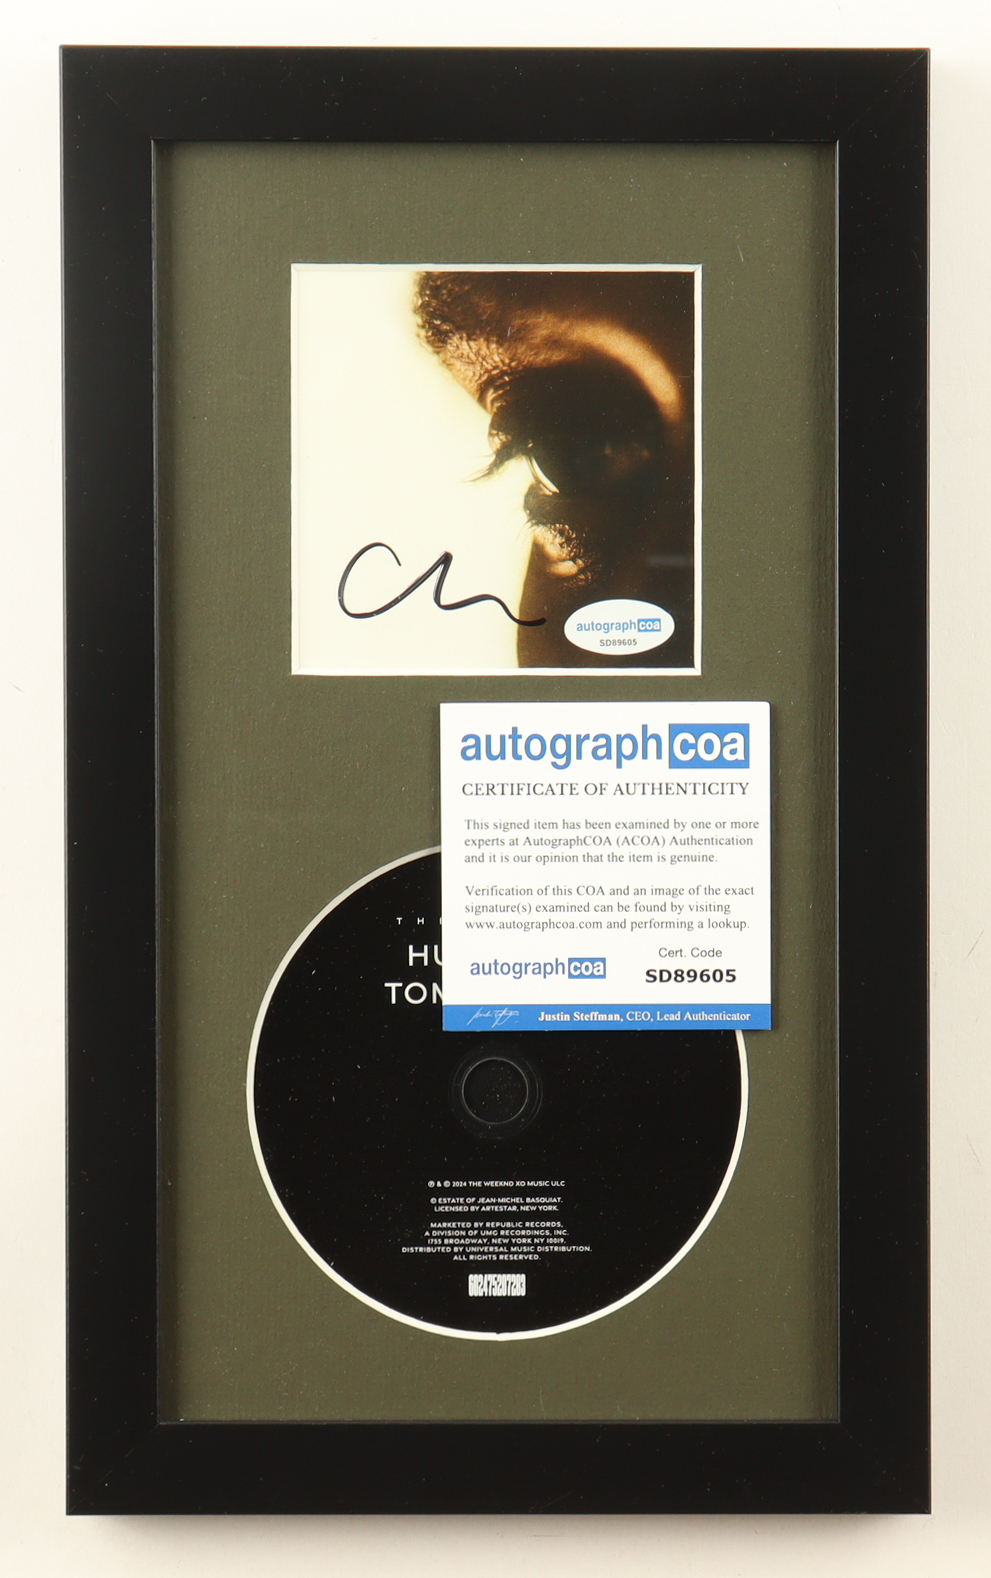 autographcoa
SD89605
autographcoa
CERTIFICATE OF AUTHENTICITY
This signed item has been examined by one or more
experts at AutographCOA (ACOA) Authentication
and it is our opinion that the item is genuine.
Verification of this COA and an image of the exact
signature(s) examined can be found by visiting
www.autographcoa.com and performing a lookup.
Cert. Code
autographcoa SD89605
Justin Steffman, CEO, Lead Authenticator
℗ & © 2024 THE WEEKND XO MUSIC ULC
© ESTATE OF JEAN-MICHEL BASQUIAT.
LICENSED BY ARTESTAR, NEW YORK.
MARKETED BY REPUBLIC RECORDS,
A DIVISION OF UMG RECORDINGS, INC.
1755 BROADWAY, NEW YORK NY 10019.
DISTRIBUTED BY UNIVERSAL MUSIC DISTRIBUTION.
ALL RIGHTS RESERVED.
602475207283